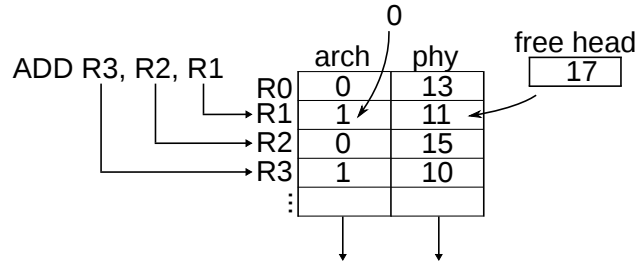 0
arch phy free head
ADD R3, R2, R1 17
R0 0 13
R1 1 11
R2 0 15
R3 1 10
...